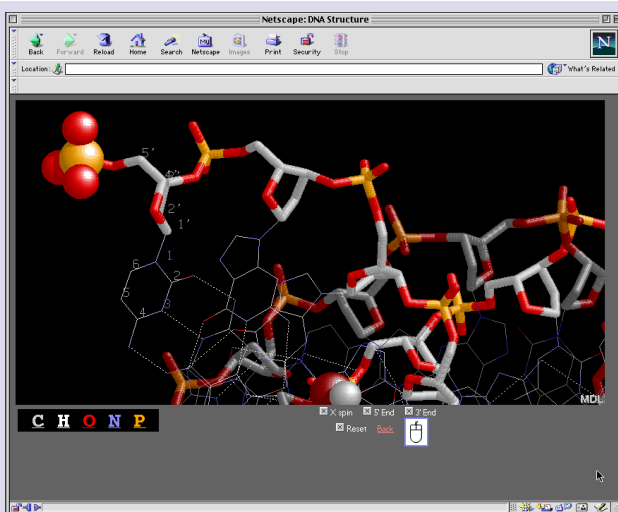 Netscape: DNA Structure
Back Forward Reload Home Search Netscape Images Print Security Stop
N
Location: What's Related
5'
4'
2'
1'
6 1
2
5
4 3
MDL
C H O N P
X spin 5' End 3' End
Reset Back